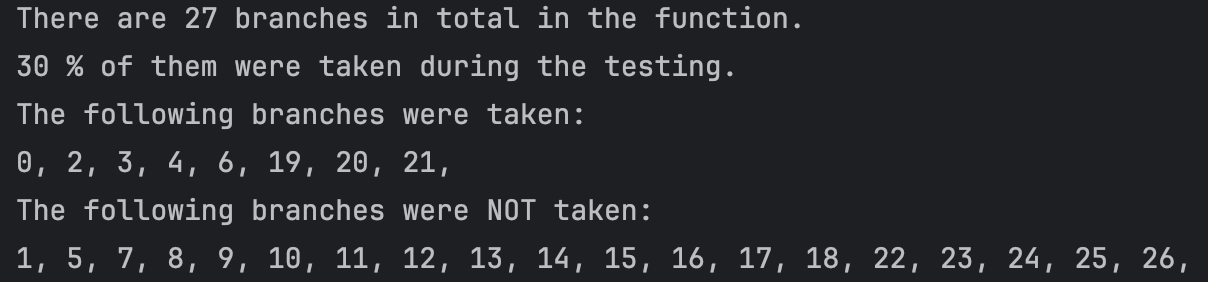 There are 27 branches in total in the function.
30 % of them were taken during the testing.
The following branches were taken:
0, 2, 3, 4, 6, 19, 20, 21,
The following branches were NOT taken:
1, 5, 7, 8, 9, 10, 11, 12, 13, 14, 15, 16, 17, 18, 22, 23, 24, 25, 26,